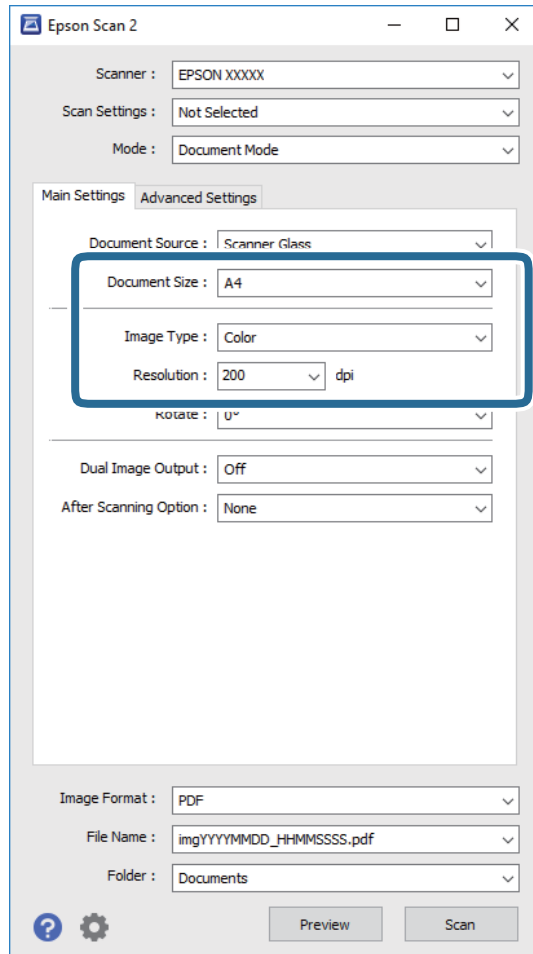 Epson Scan 2
Scanner : EPSON XXXXX
Scan Settings : Not Selected
Mode : Document Mode
Main Settings Advanced Settings
Document Source : Scanner Glass
Document Size : A4
Image Type : Color
Resolution : 200 dpi
Rotate : 0°
Dual Image Output : Off
After Scanning Option : None
Image Format : PDF
File Name : imgYYYYMMDD_HHMMSSSS.pdf
Folder : Documents
? Preview Scan